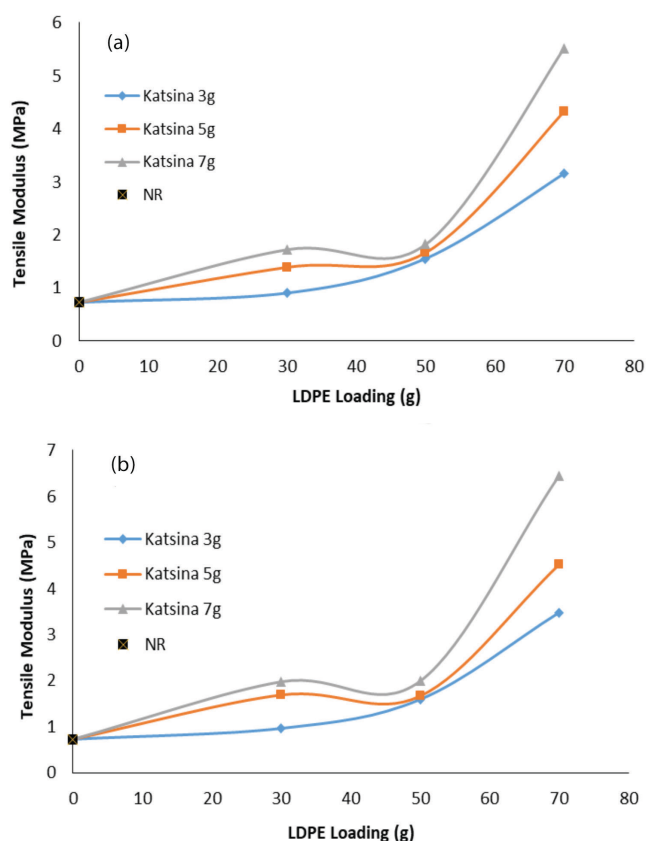 (a)
6
5
4
3
2
1
0
Tensile Modulus (MPa)
Katsina 3g
Katsina 5g
Katsina 7g
NR
0 10 20 30 40 50 60 70 80
LDPE Loading (g)
(b)
7
6
5
4
3
2
1
0
Tensile Modulus (MPa)
Katsina 3g
Katsina 5g
Katsina 7g
NR
0 10 20 30 40 50 60 70 80
LDPE Loading (g)